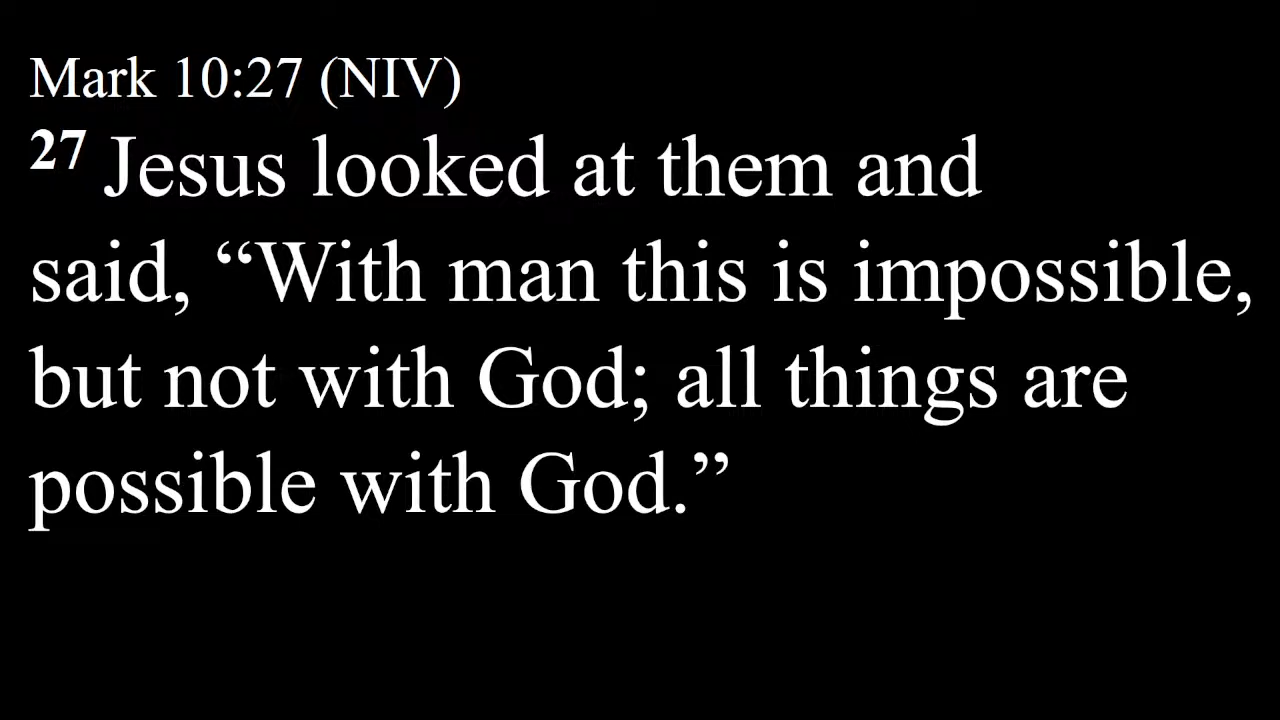 Mark 10:27 (NIV)
27 Jesus looked at them and
said, “With man this is impossible,
but not with God; all things are
possible with God.”